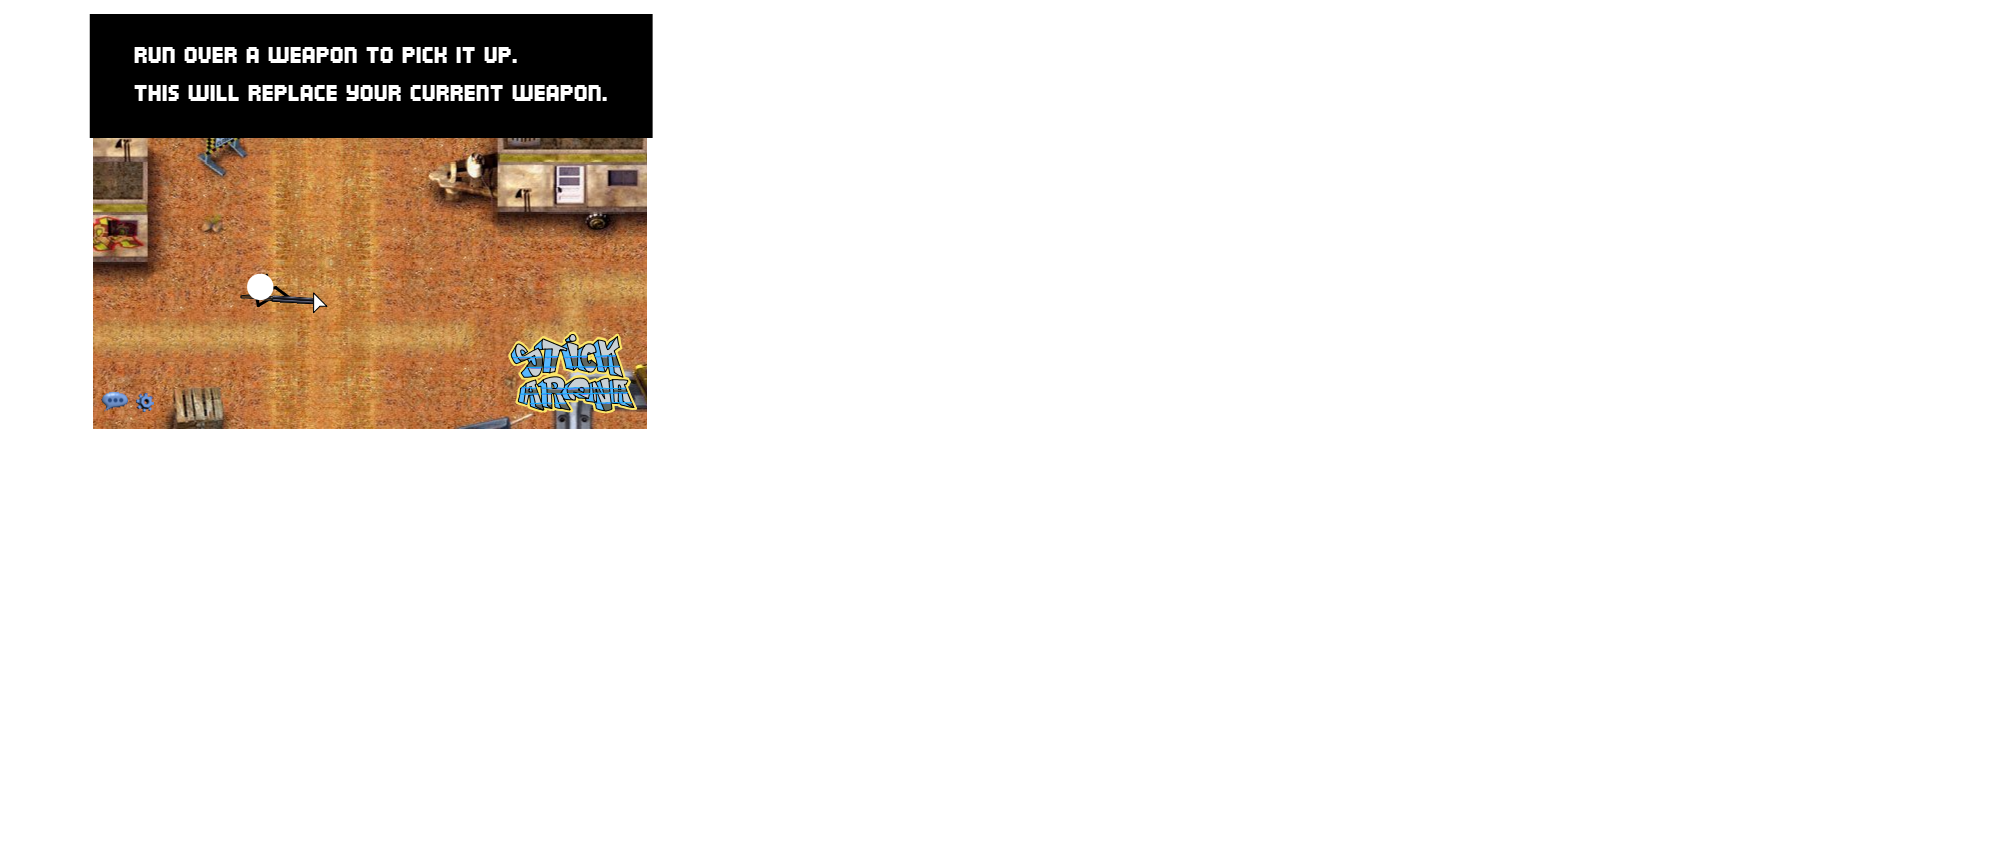 RUN OVER A WEAPON TO PICK IT UP.
THIS WILL REPLACE YOUR CURRENT WEAPON.
STICK
ARENA